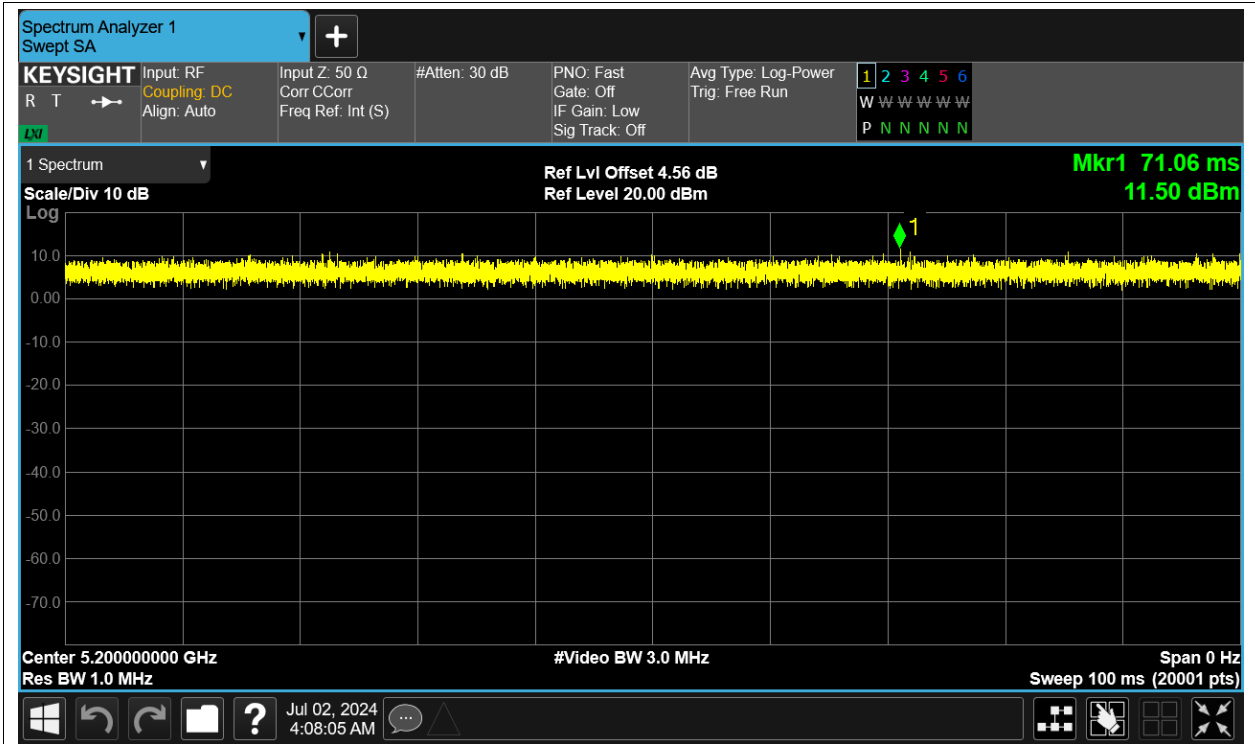 Spectrum Analyzer 1
Swept SA
+
KEYSIGHT
R T
LXI
Input: RF
Coupling: DC
Align: Auto
Input Z: 50 Ω
Corr CCorr
Freq Ref: Int (S)
#Atten: 30 dB
PNO: Fast
Gate: Off
IF Gain: Low
Sig Track: Off
Avg Type: Log-Power
Trig: Free Run
1 2 3 4 5 6
W W W W W W
P N N N N N
1 Spectrum
Scale/Div 10 dB
Ref Lvl Offset 4.56 dB
Ref Level 20.00 dBm
Mkr1 71.06 ms
11.50 dBm
Log
1
10.0
0.00
-10.0
-20.0
-30.0
-40.0
-50.0
-60.0
-70.0
Center 5.200000000 GHz
Res BW 1.0 MHz
#Video BW 3.0 MHz
Span 0 Hz
Sweep 100 ms (20001 pts)
?
Jul 02, 2024
4:08:05 AM